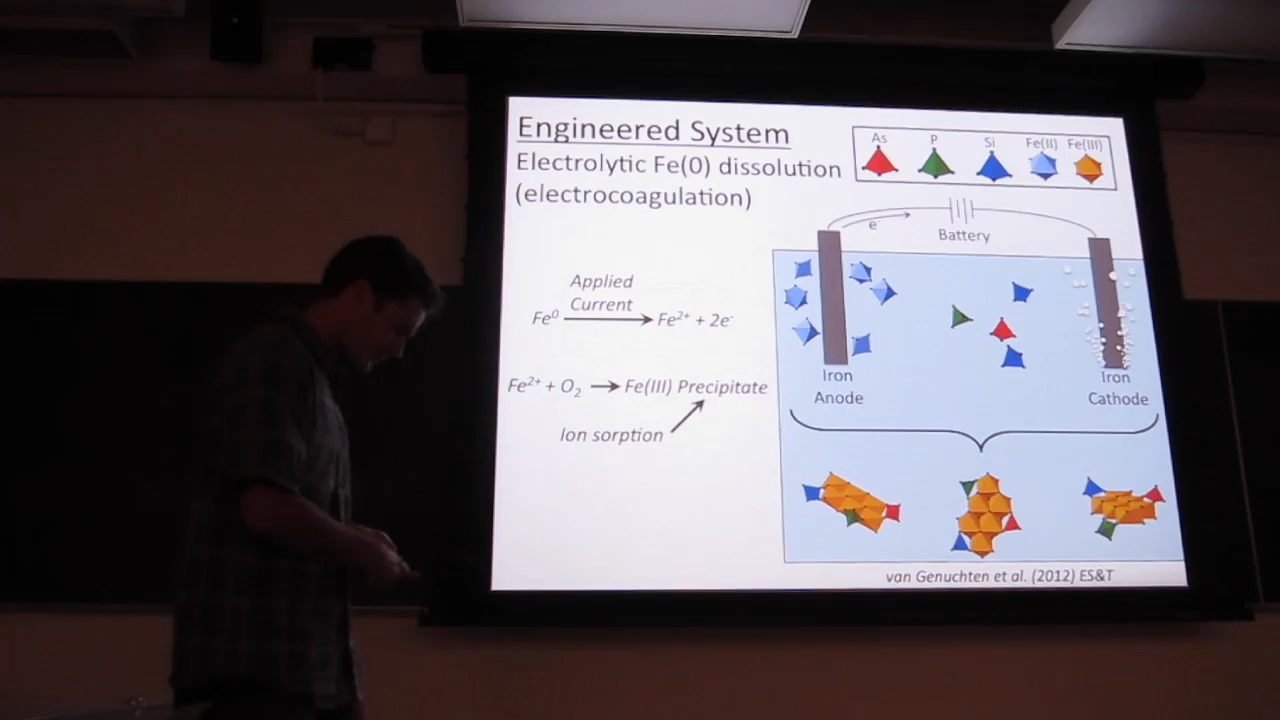 Engineered System
Electrolytic Fe(0) dissolution
(electrocoagulation)
As P Si Fe(II) Fe(III)
e⁻
Battery
Applied
Current
Fe⁰ → Fe²⁺ + 2e⁻
Fe²⁺ + O₂ → Fe(III) Precipitate
Ion sorption
Iron
Anode
Iron
Cathode
van Genuchten et al. (2012) ES&T